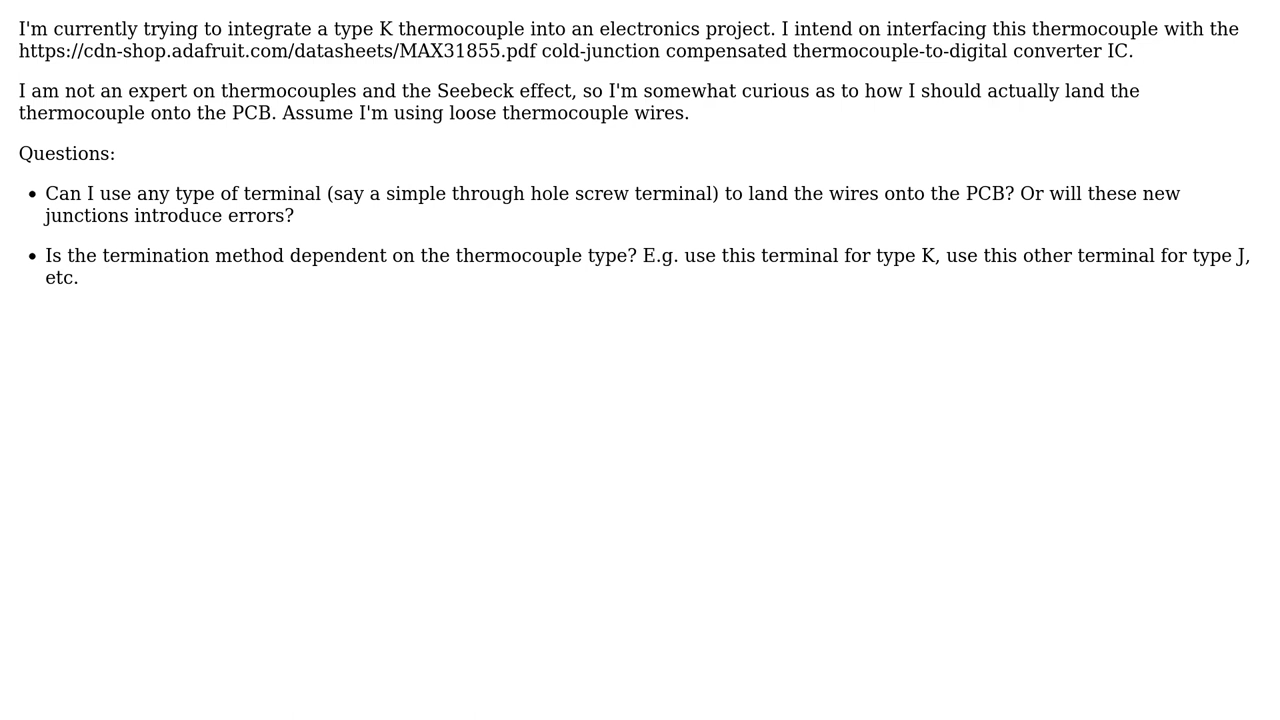 I'm currently trying to integrate a type K thermocouple into an electronics project. I intend on interfacing this thermocouple with the
https://cdn-shop.adafruit.com/datasheets/MAX31855.pdf cold-junction compensated thermocouple-to-digital converter IC.
I am not an expert on thermocouples and the Seebeck effect, so I'm somewhat curious as to how I should actually land the
thermocouple onto the PCB. Assume I'm using loose thermocouple wires.
Questions:
• Can I use any type of terminal (say a simple through hole screw terminal) to land the wires onto the PCB? Or will these new
junctions introduce errors?
• Is the termination method dependent on the thermocouple type? E.g. use this terminal for type K, use this other terminal for type J,
etc.